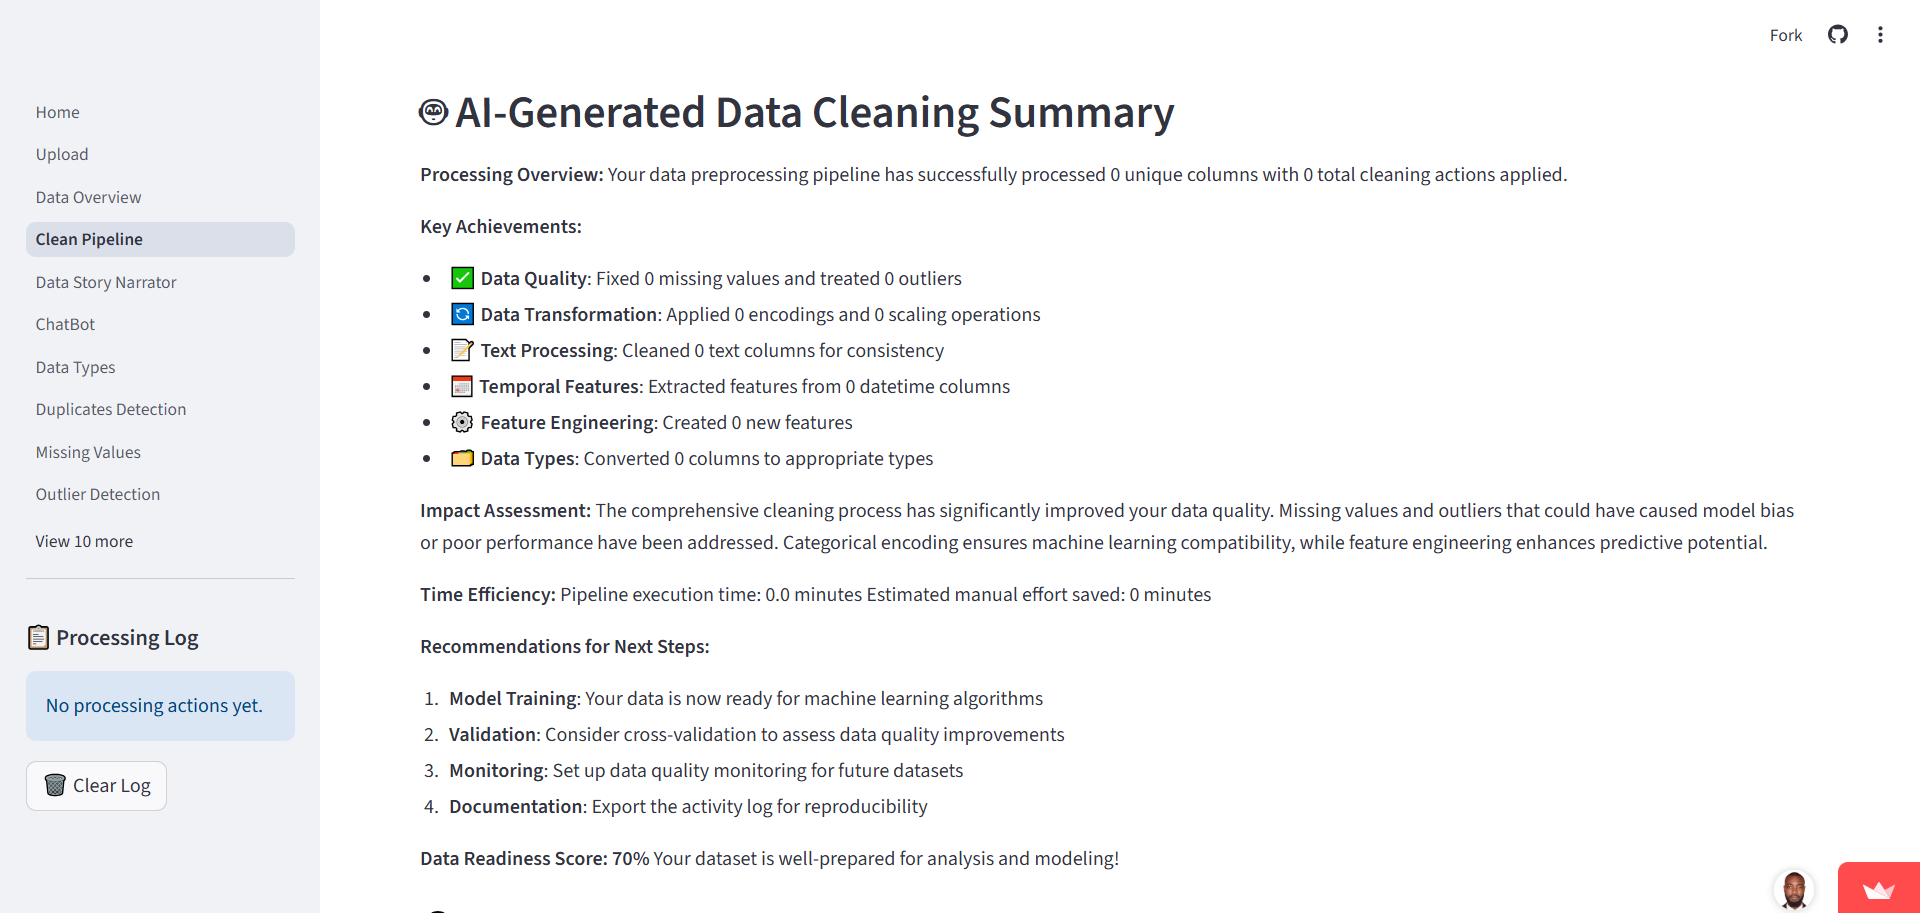 Fork
Home
Upload
Data Overview
Clean Pipeline
Data Story Narrator
ChatBot
Data Types
Duplicates Detection
Missing Values
Outlier Detection
View 10 more
Processing Log
No processing actions yet.
Clear Log
AI-Generated Data Cleaning Summary
Processing Overview: Your data preprocessing pipeline has successfully processed 0 unique columns with 0 total cleaning actions applied.
Key Achievements:
• Data Quality: Fixed 0 missing values and treated 0 outliers
• Data Transformation: Applied 0 encodings and 0 scaling operations
• Text Processing: Cleaned 0 text columns for consistency
• Temporal Features: Extracted features from 0 datetime columns
• Feature Engineering: Created 0 new features
• Data Types: Converted 0 columns to appropriate types
Impact Assessment: The comprehensive cleaning process has significantly improved your data quality. Missing values and outliers that could have caused model bias
or poor performance have been addressed. Categorical encoding ensures machine learning compatibility, while feature engineering enhances predictive potential.
Time Efficiency: Pipeline execution time: 0.0 minutes Estimated manual effort saved: 0 minutes
Recommendations for Next Steps:
1. Model Training: Your data is now ready for machine learning algorithms
2. Validation: Consider cross-validation to assess data quality improvements
3. Monitoring: Set up data quality monitoring for future datasets
4. Documentation: Export the activity log for reproducibility
Data Readiness Score: 70% Your dataset is well-prepared for analysis and modeling!